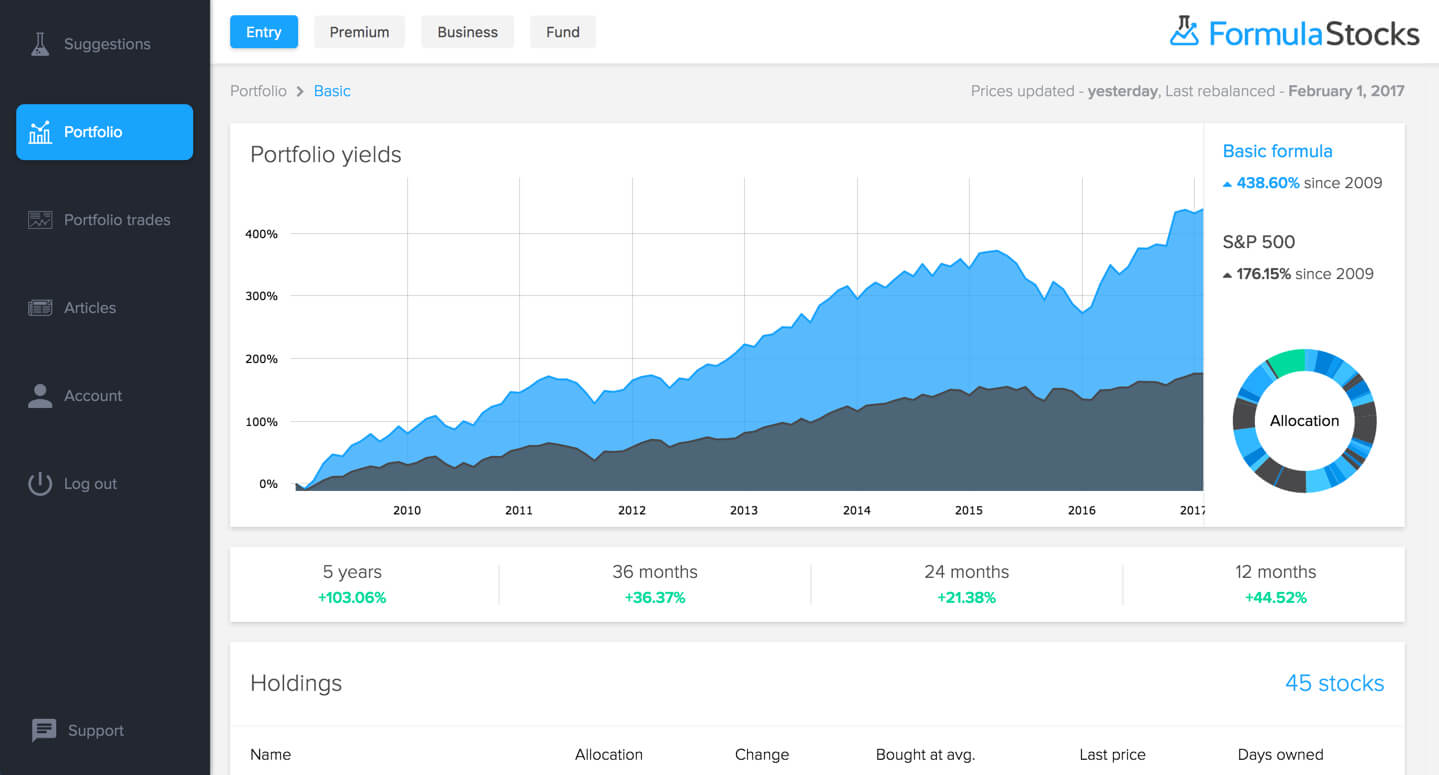 Suggestions
Portfolio
Portfolio trades
Articles
Account
Log out
Support
Entry
Premium
Business
Fund
FormulaStocks
Portfolio > Basic
Prices updated - yesterday, Last rebalanced - February 1, 2017
Portfolio yields
400%
300%
200%
100%
0%
2010 2011 2012 2013 2014 2015 2016 2017
Basic formula
438.60% since 2009
S&P 500
176.15% since 2009
Allocation
5 years
+103.06%
36 months
+36.37%
24 months
+21.38%
12 months
+44.52%
Holdings
45 stocks
Name Allocation Change Bought at avg. Last price Days owned